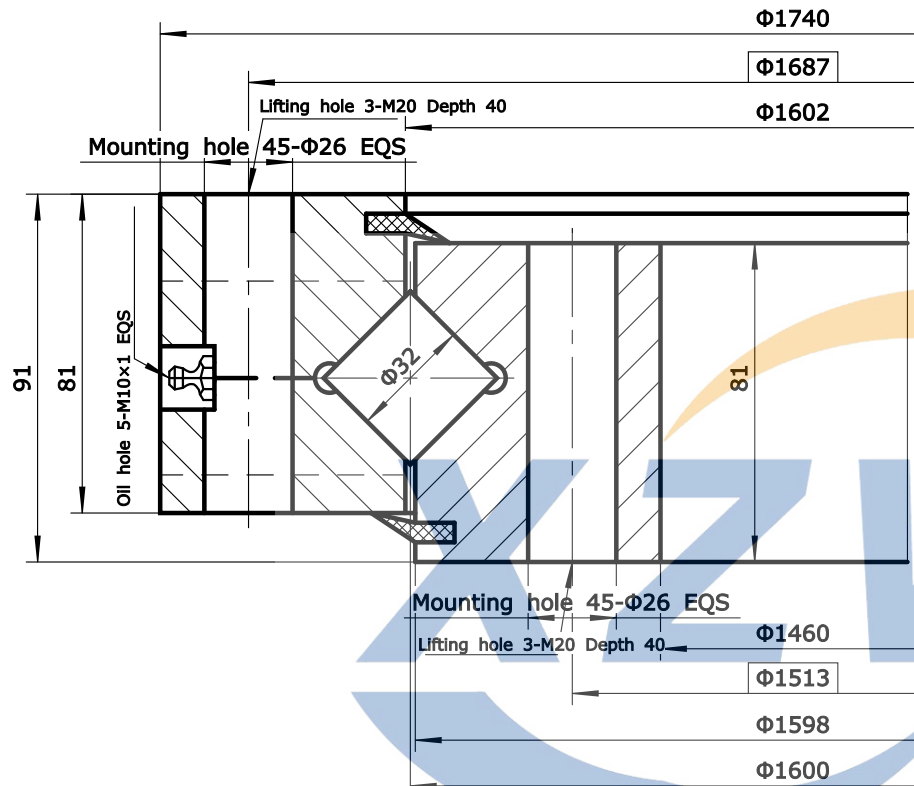 Φ1740
Φ1687
Lifting hole 3-M20 Depth 40
Φ1602
Mounting hole 45-Φ26 EQS
91
81
Oil hole 5-M10×1 EQS
Φ32
81
Mounting hole 45-Φ26 EQS
Lifting hole 3-M20 Depth 40
Φ1460
Φ1513
Φ1598
Φ1600